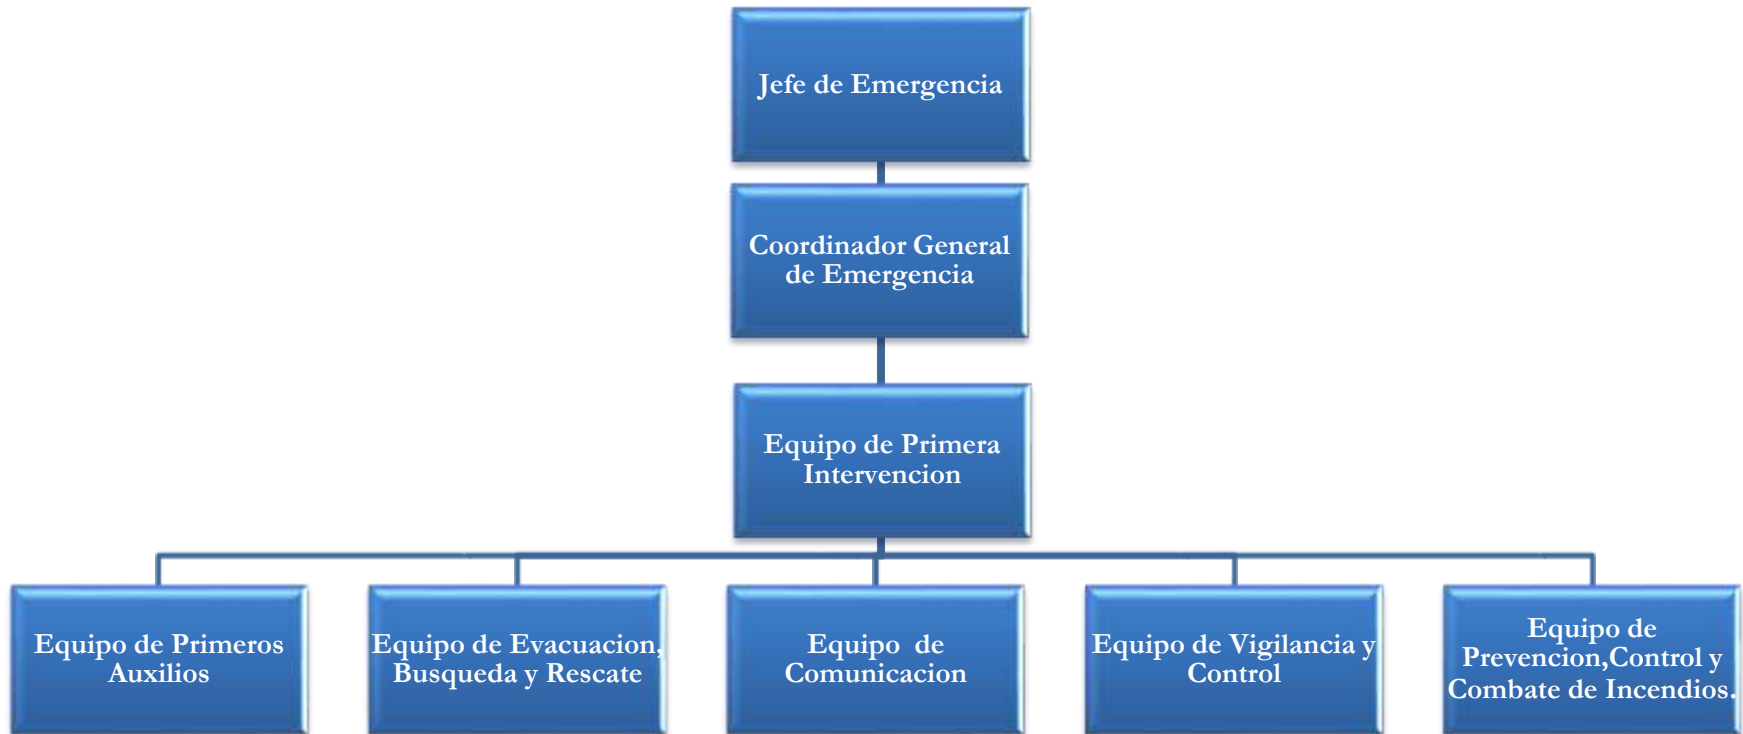 Jefe de Emergencia
Coordinador General
de Emergencia
Equipo de Primera
Intervencion
Equipo de Primeros
Auxilios
Equipo de Evacuacion,
Busqueda y Rescate
Equipo de
Comunicacion
Equipo de Vigilancia y
Control
Equipo de
Prevencion,Control y
Combate de Incendios.